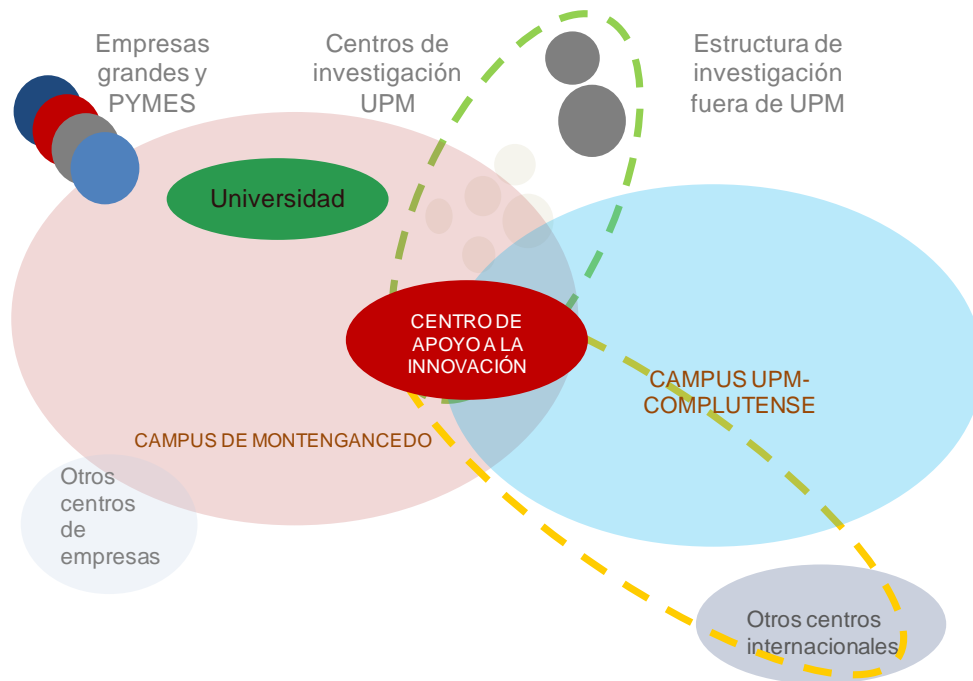 Empresas
grandes y
PYMES
Centros de
investigación
UPM
Estructura de
investigación
fuera de UPM
Universidad
CENTRO DE
APOYO A LA
INNOVACIÓN
CAMPUS UPM-
COMPLUTENSE
CAMPUS DE MONTENGANCEDO
Otros
centros
de
empresas
Otros centros
internacionales